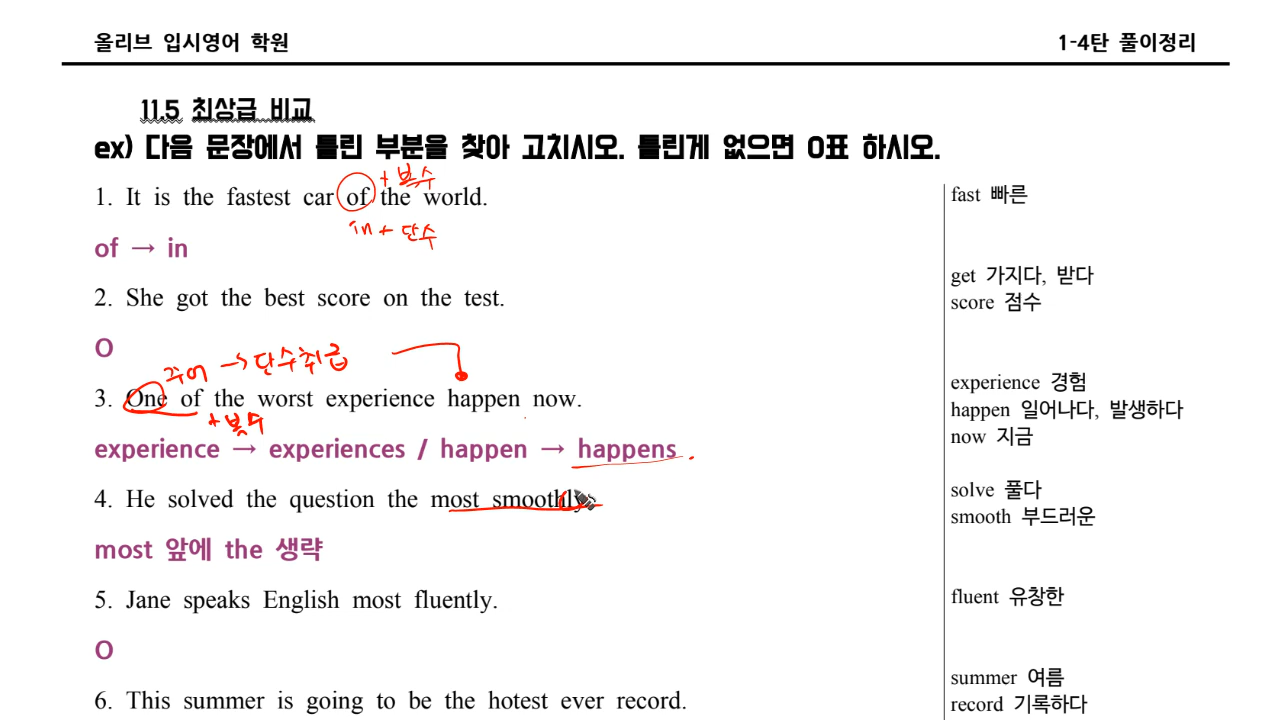 올리브 입시영어 학원 1-4탄 풀이정리
11.5 최상급 비교
ex) 다음 문장에서 틀린 부분을 찾아 고치시오. 틀린게 없으면 O표 하시오.
+ 복수
1. It is the fastest car of the world. fast 빠른
in + 단수
of → in
get 가지다, 받다
2. She got the best score on the test. score 점수
O
주어 → 단수취급
experience 경험
3. One of the worst experience happen now. happen 일어나다, 발생하다
+ 복수
now 지금
experience → experiences / happen → happens
solve 풀다
4. He solved the question the most smoothly smooth 부드러운
most 앞에 the 생략
5. Jane speaks English most fluently. fluent 유창한
O
summer 여름
6. This summer is going to be the hotest ever record. record 기록하다